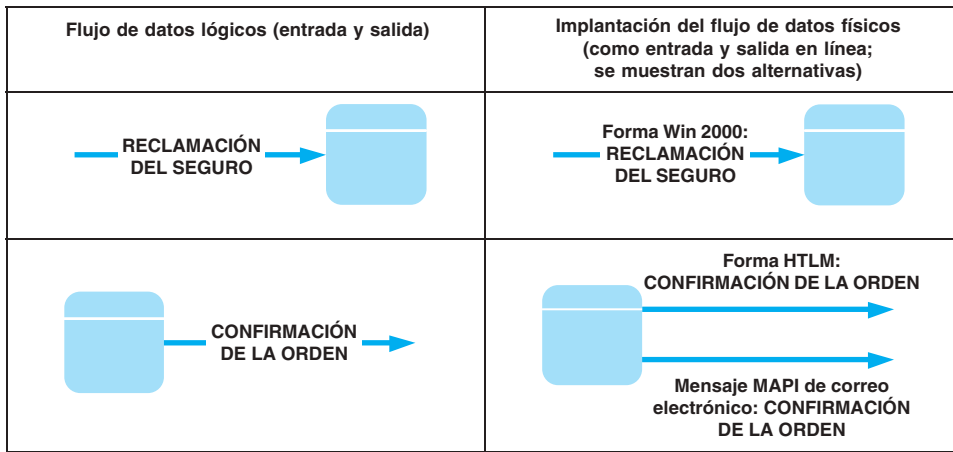 Flujo de datos lógicos (entrada y salida)
Implantación del flujo de datos físicos
(como entrada y salida en línea;
se muestran dos alternativas)
RECLAMACIÓN
DEL SEGURO
Forma Win 2000:
RECLAMACIÓN
DEL SEGURO
CONFIRMACIÓN
DE LA ORDEN
Forma HTLM:
CONFIRMACIÓN DE LA ORDEN
Mensaje MAPI de correo
electrónico: CONFIRMACIÓN
DE LA ORDEN